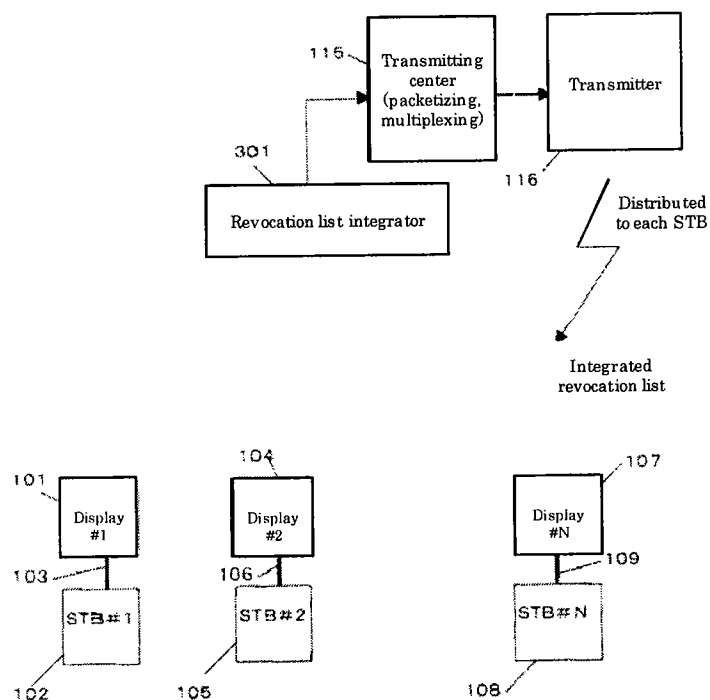 115
Transmitting
center
(packetizing,
multiplexing)
Transmitter
116
301
Revocation list integrator
Distributed
to each STB
Integrated
revocation list
101
Display
#1
103
STB#1
102
104
Display
#2
106
STB#2
105
107
Display
#N
109
STB#N
108